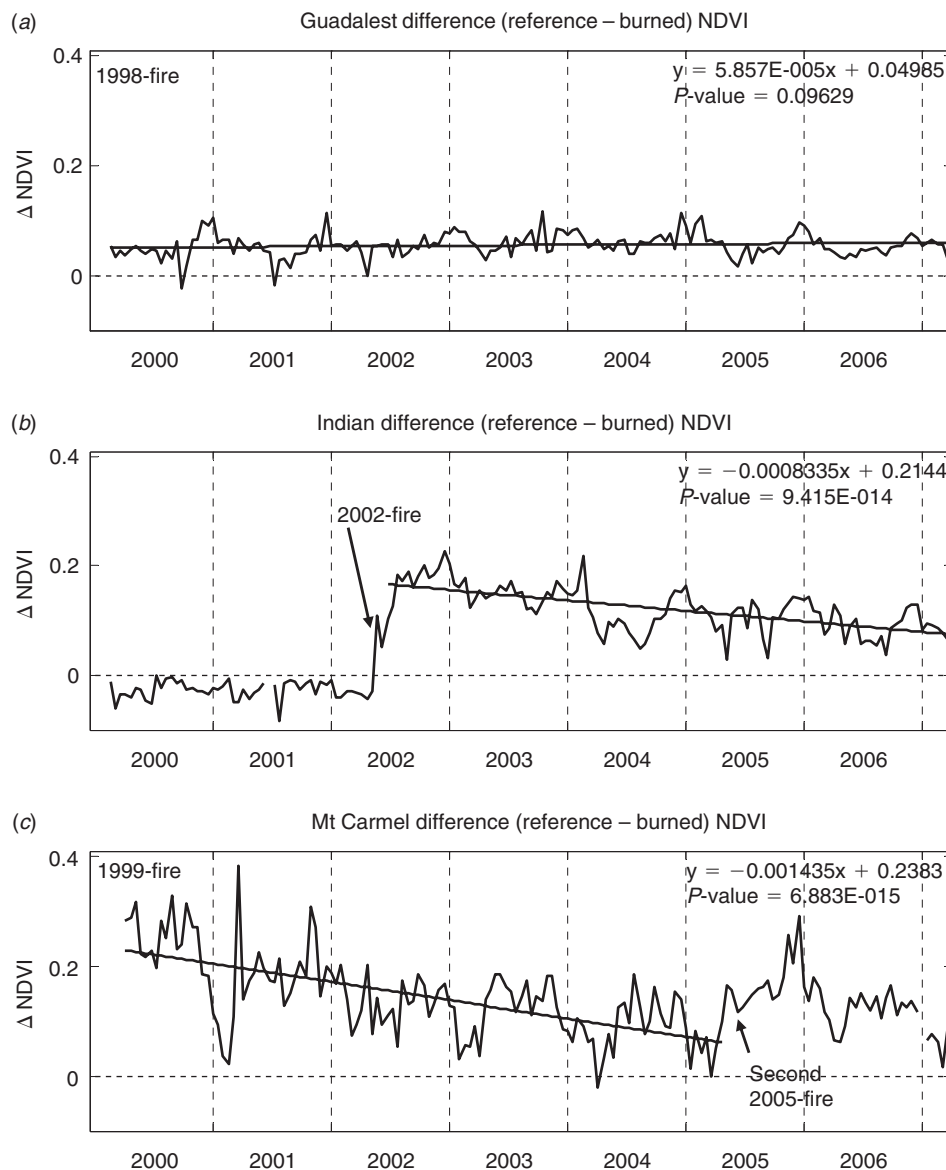 (a)
Guadalest difference (reference – burned) NDVI
0.4
1998-fire
y = 5.857E-005x + 0.04985
P-value = 0.09629
0.2
Δ NDVI
0
2000 2001 2002 2003 2004 2005 2006
(b)
Indian difference (reference – burned) NDVI
0.4
y = −0.0008335x + 0.2144
P-value = 9.415E-014
2002-fire
0.2
Δ NDVI
0
2000 2001 2002 2003 2004 2005 2006
(c)
Mt Carmel difference (reference – burned) NDVI
0.4
1999-fire
y = −0.001435x + 0.2383
P-value = 6.883E-015
0.2
Δ NDVI
0
Second
2005-fire
2000 2001 2002 2003 2004 2005 2006